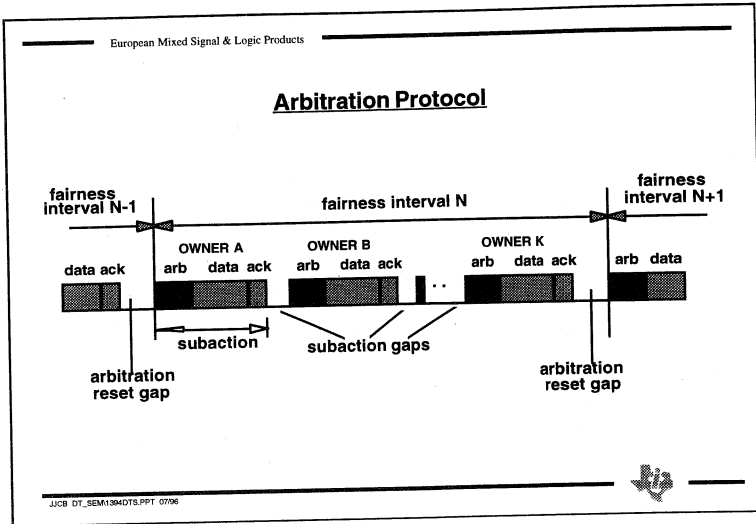 European Mixed Signal & Logic Products
Arbitration Protocol
fairness
interval N-1
fairness interval N
fairness
interval N+1
OWNER A
OWNER B
OWNER K
data ack
arb data ack
arb data ack
arb data ack
arb data
subaction
subaction gaps
arbitration
reset gap
arbitration
reset gap
JJCB DT_SEM\1394DTS.PPT 07/96